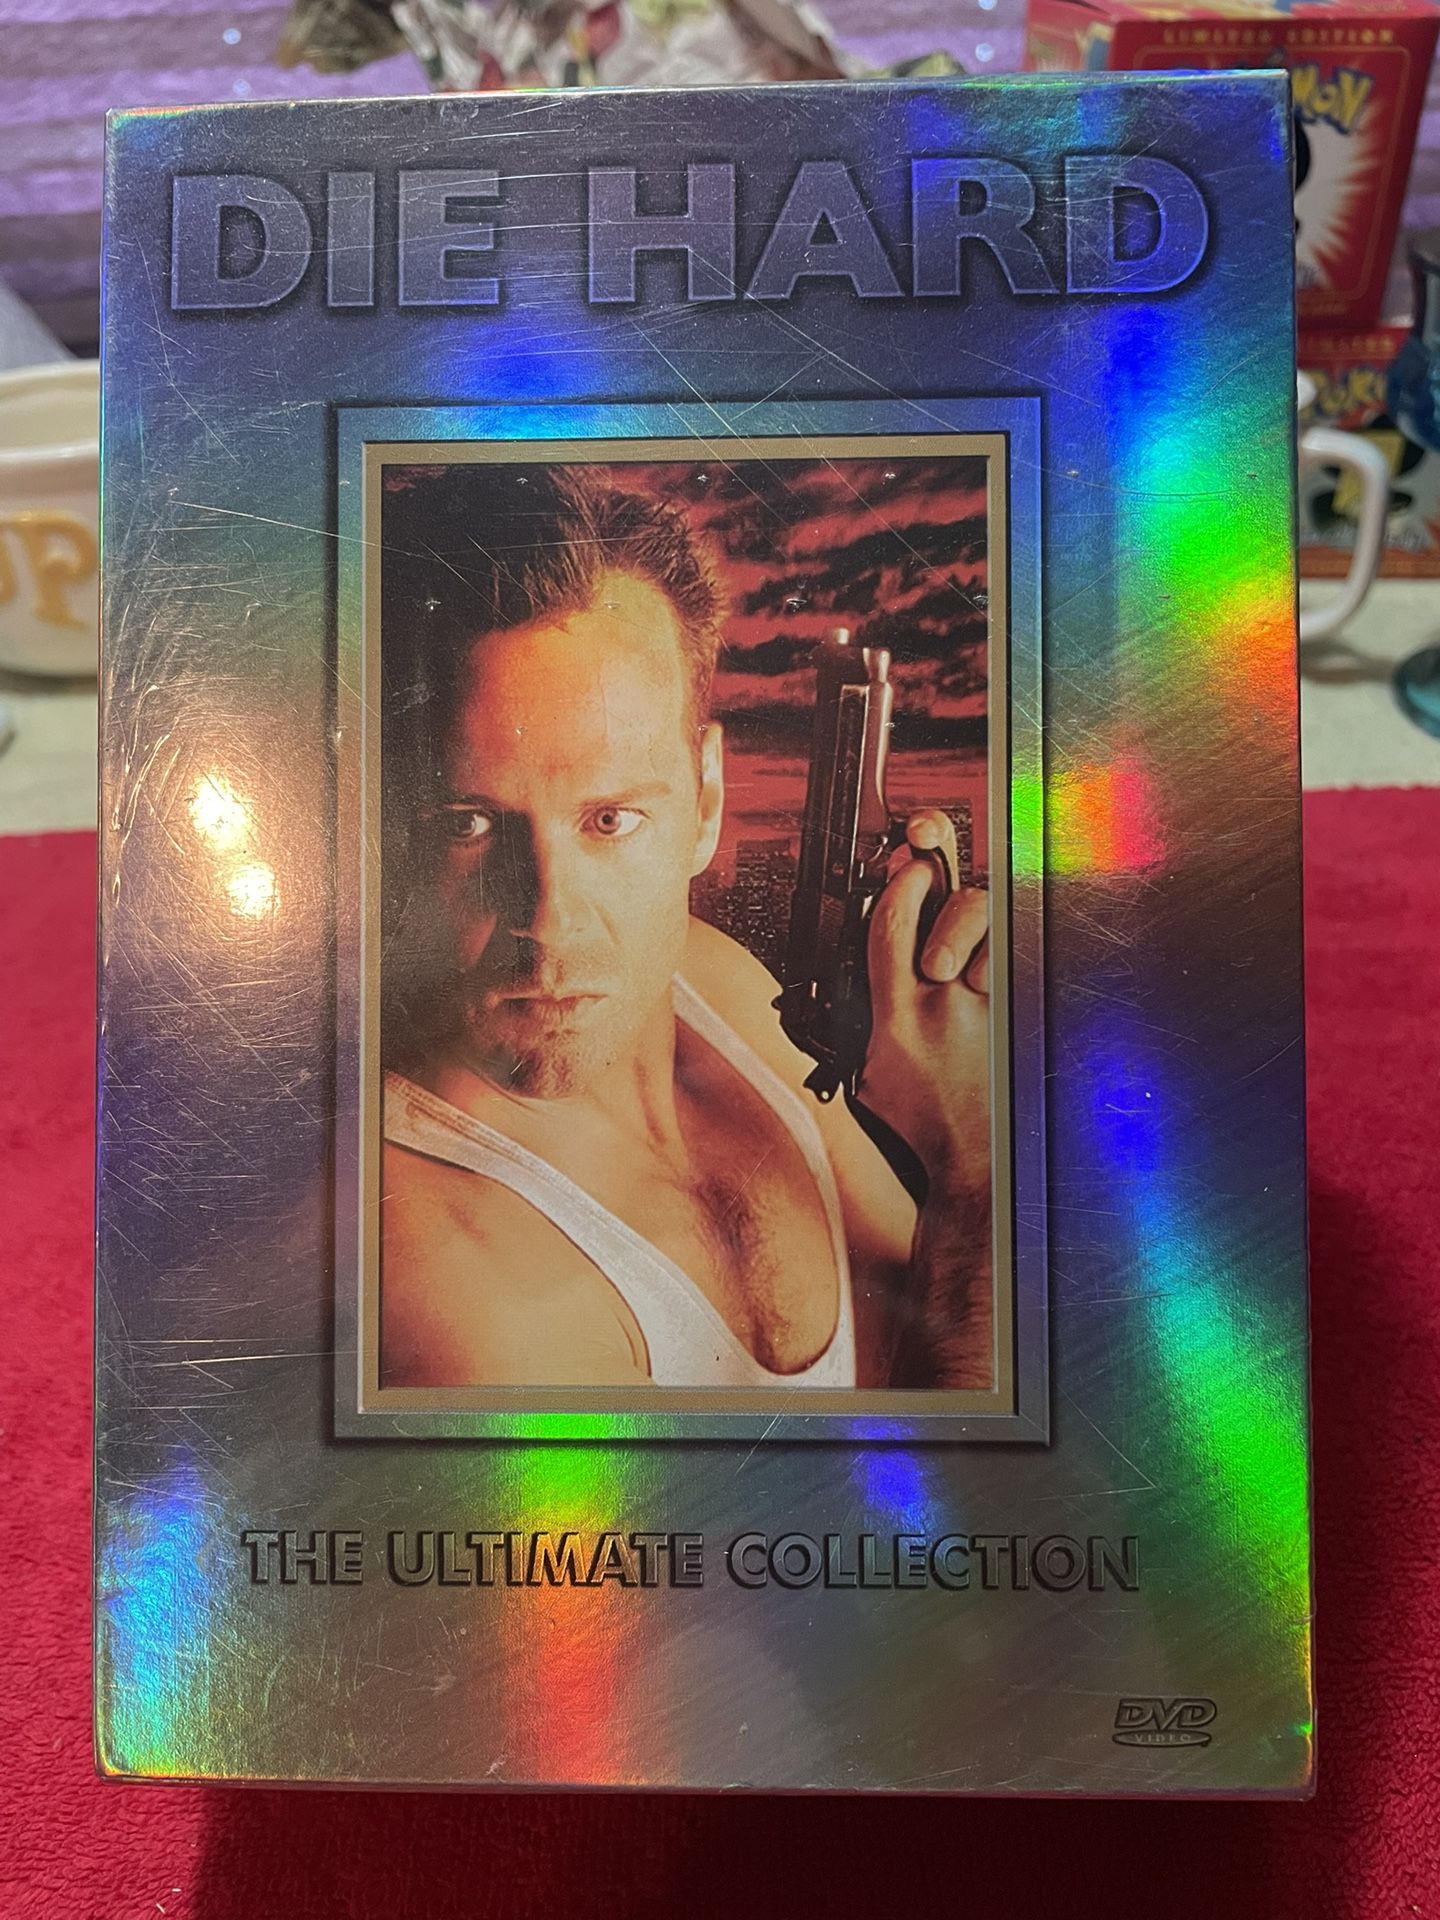 LIMITED EDITION
DIE HARD
THE ULTIMATE COLLECTION
DVD
VIDEO